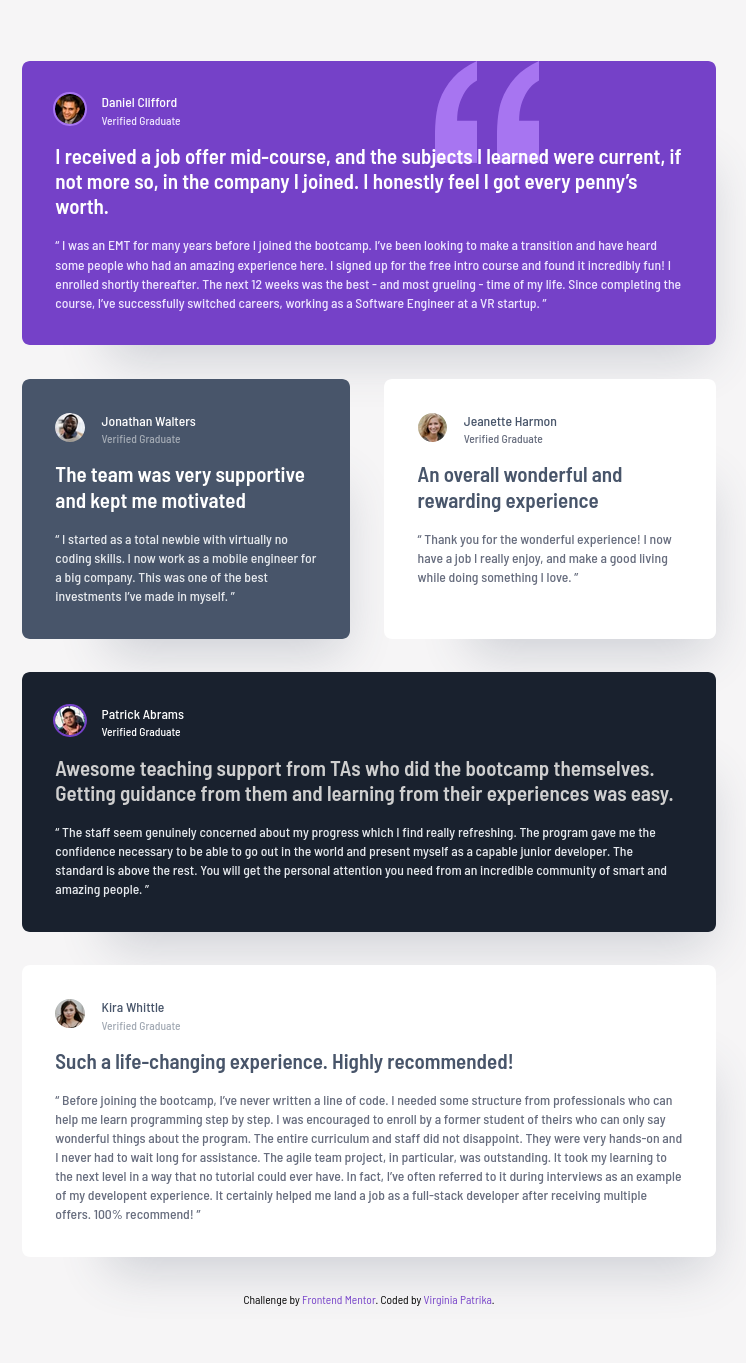 Daniel Clifford
Verified Graduate
I received a job offer mid-course, and the subjects I learned were current, if
not more so, in the company I joined. I honestly feel I got every penny’s
worth.
“ I was an EMT for many years before I joined the bootcamp. I’ve been looking to make a transition and have heard
some people who had an amazing experience here. I signed up for the free intro course and found it incredibly fun! I
enrolled shortly thereafter. The next 12 weeks was the best - and most grueling - time of my life. Since completing the
course, I’ve successfully switched careers, working as a Software Engineer at a VR startup. ”
Jonathan Walters
Verified Graduate
The team was very supportive
and kept me motivated
“ I started as a total newbie with virtually no
coding skills. I now work as a mobile engineer for
a big company. This was one of the best
investments I’ve made in myself. ”
Jeanette Harmon
Verified Graduate
An overall wonderful and
rewarding experience
“ Thank you for the wonderful experience! I now
have a job I really enjoy, and make a good living
while doing something I love. ”
Patrick Abrams
Verified Graduate
Awesome teaching support from TAs who did the bootcamp themselves.
Getting guidance from them and learning from their experiences was easy.
“ The staff seem genuinely concerned about my progress which I find really refreshing. The program gave me the
confidence necessary to be able to go out in the world and present myself as a capable junior developer. The
standard is above the rest. You will get the personal attention you need from an incredible community of smart and
amazing people. ”
Kira Whittle
Verified Graduate
Such a life-changing experience. Highly recommended!
“ Before joining the bootcamp, I’ve never written a line of code. I needed some structure from professionals who can
help me learn programming step by step. I was encouraged to enroll by a former student of theirs who can only say
wonderful things about the program. The entire curriculum and staff did not disappoint. They were very hands-on and
I never had to wait long for assistance. The agile team project, in particular, was outstanding. It took my learning to
the next level in a way that no tutorial could ever have. In fact, I’ve often referred to it during interviews as an example
of my developent experience. It certainly helped me land a job as a full-stack developer after receiving multiple
offers. 100% recommend! ”
Challenge by Frontend Mentor. Coded by Virginia Patrika.